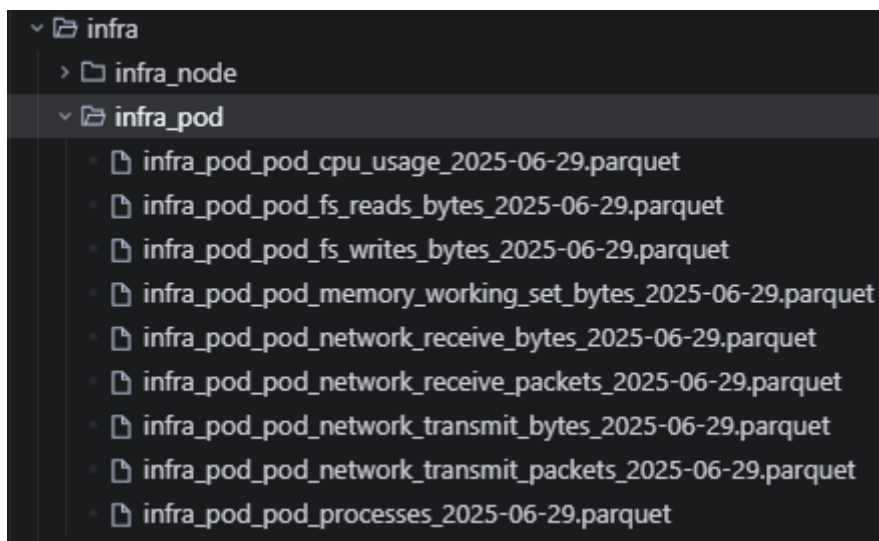 infra
infra_node
infra_pod
infra_pod_pod_cpu_usage_2025-06-29.parquet
infra_pod_pod_fs_reads_bytes_2025-06-29.parquet
infra_pod_pod_fs_writes_bytes_2025-06-29.parquet
infra_pod_pod_memory_working_set_bytes_2025-06-29.parquet
infra_pod_pod_network_receive_bytes_2025-06-29.parquet
infra_pod_pod_network_receive_packets_2025-06-29.parquet
infra_pod_pod_network_transmit_bytes_2025-06-29.parquet
infra_pod_pod_network_transmit_packets_2025-06-29.parquet
infra_pod_pod_processes_2025-06-29.parquet